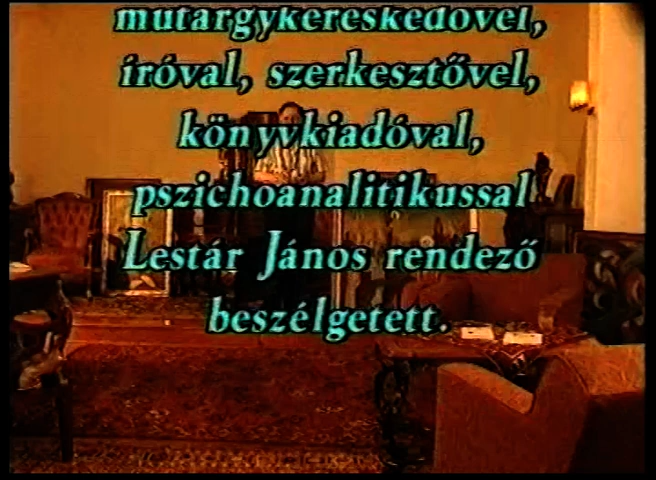 műtárgykereskedővel,
íróval, szerkesztővel,
könyvkiadóval,
pszichoanalitikussal
Lestár János rendező
beszélgetett.